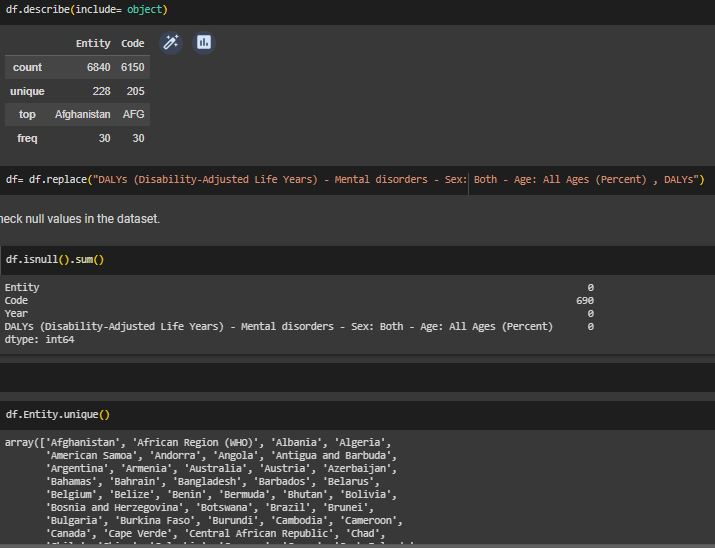 df.describe(include= object)
Entity Code
count 6840 6150
unique 228 205
top Afghanistan AFG
freq 30 30
df= df.replace("DALYs (Disability-Adjusted Life Years) - Mental disorders - Sex: Both - Age: All Ages (Percent) , DALYs")
heck null values in the dataset.
df.isnull().sum()
Entity 0
Code 690
Year 0
DALYs (Disability-Adjusted Life Years) - Mental disorders - Sex: Both - Age: All Ages (Percent) 0
dtype: int64
df.Entity.unique()
array(['Afghanistan', 'African Region (WHO)', 'Albania', 'Algeria',
'American Samoa', 'Andorra', 'Angola', 'Antigua and Barbuda',
'Argentina', 'Armenia', 'Australia', 'Austria', 'Azerbaijan',
'Bahamas', 'Bahrain', 'Bangladesh', 'Barbados', 'Belarus',
'Belgium', 'Belize', 'Benin', 'Bermuda', 'Bhutan', 'Bolivia',
'Bosnia and Herzegovina', 'Botswana', 'Brazil', 'Brunei',
'Bulgaria', 'Burkina Faso', 'Burundi', 'Cambodia', 'Cameroon',
'Canada', 'Cape Verde', 'Central African Republic', 'Chad',